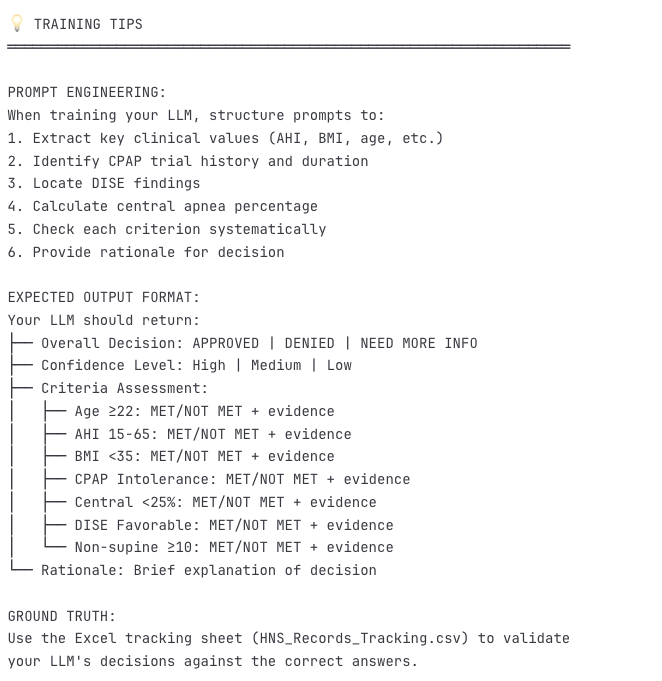 💡 TRAINING TIPS
═══════════════════════════════════════════════════════════════════
PROMPT ENGINEERING:
When training your LLM, structure prompts to:
1. Extract key clinical values (AHI, BMI, age, etc.)
2. Identify CPAP trial history and duration
3. Locate DISE findings
4. Calculate central apnea percentage
5. Check each criterion systematically
6. Provide rationale for decision
EXPECTED OUTPUT FORMAT:
Your LLM should return:
├── Overall Decision: APPROVED | DENIED | NEED MORE INFO
├── Confidence Level: High | Medium | Low
├── Criteria Assessment:
│   ├── Age ≥22: MET/NOT MET + evidence
│   ├── AHI 15-65: MET/NOT MET + evidence
│   ├── BMI <35: MET/NOT MET + evidence
│   ├── CPAP Intolerance: MET/NOT MET + evidence
│   ├── Central <25%: MET/NOT MET + evidence
│   ├── DISE Favorable: MET/NOT MET + evidence
│   └── Non-supine ≥10: MET/NOT MET + evidence
└── Rationale: Brief explanation of decision
GROUND TRUTH:
Use the Excel tracking sheet (HNS_Records_Tracking.csv) to validate
your LLM's decisions against the correct answers.